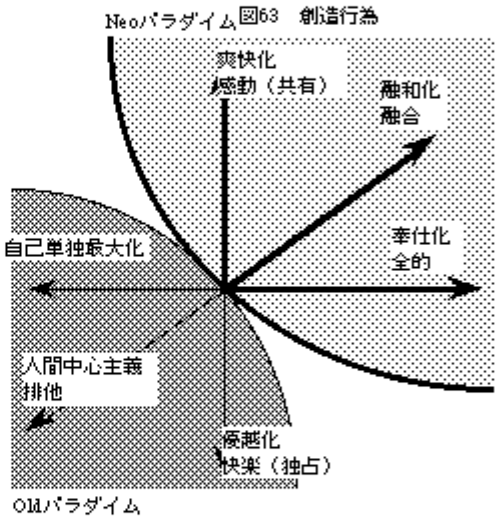 Neoパラダイム
図63 創造行為
爽快化
感動（共有）
融和化
融合
奉仕化
全的
自己単独最大化
人間中心主義
排他
優越化
快楽（独占）
Oldパラダイム